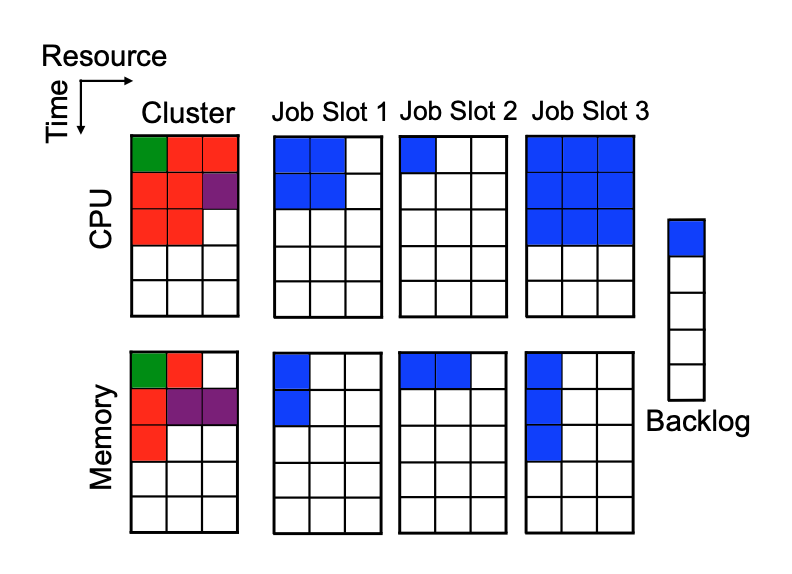 Resource
Time
Cluster
Job Slot 1
Job Slot 2
Job Slot 3
CPU
Memory
Backlog